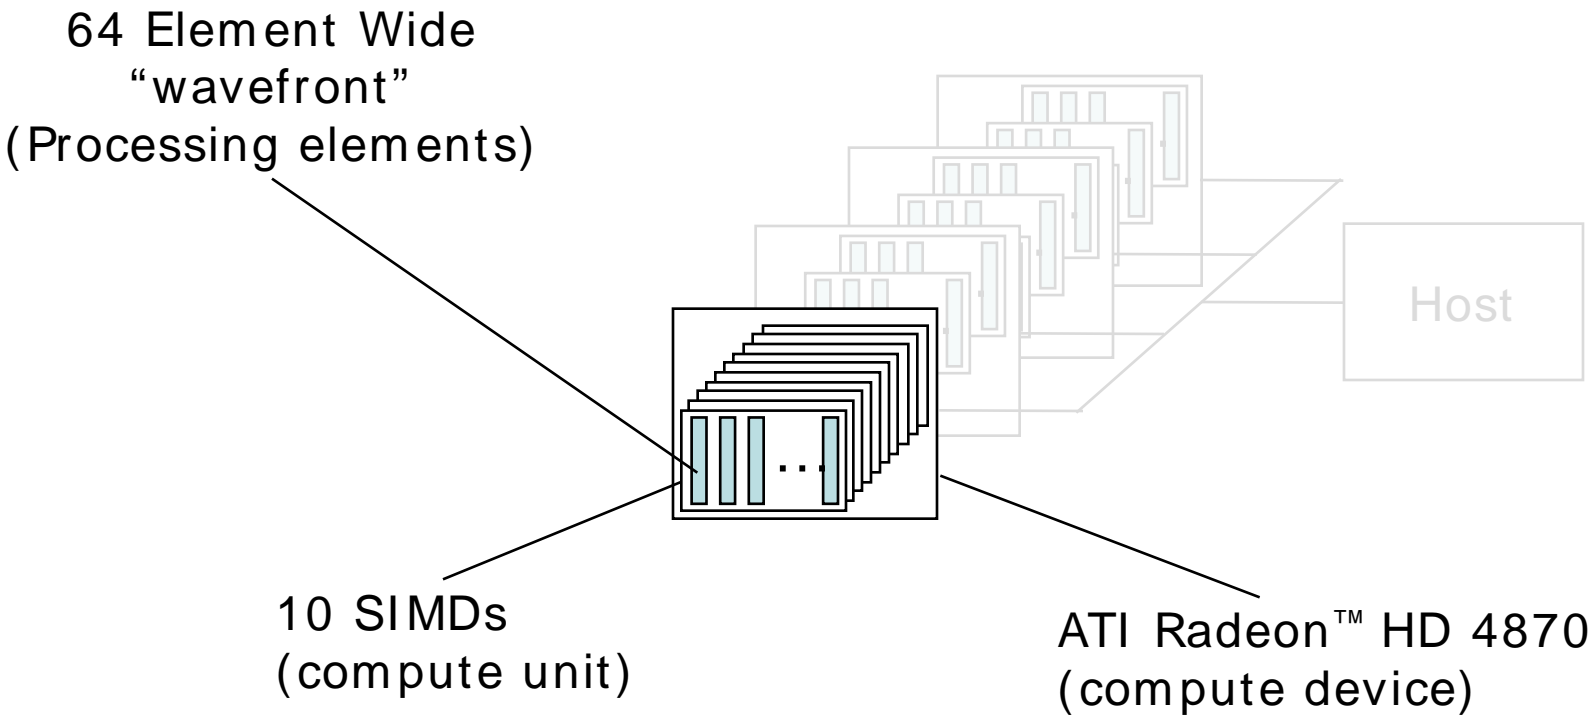 64 Element Wide
“wavefront”
(Processing elements)
Host
10 SIMDs
(compute unit)
ATI Radeon™ HD 4870
(compute device)